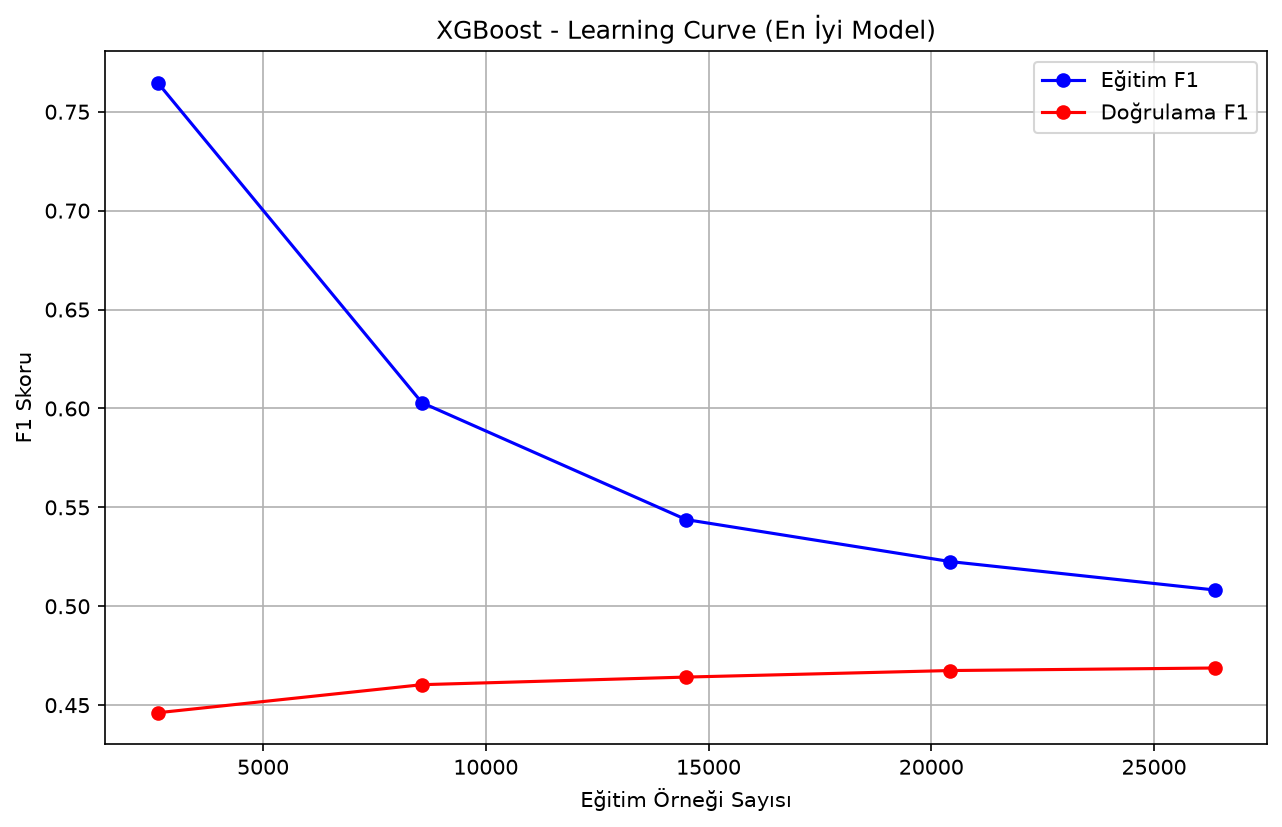 XGBoost - Learning Curve (En İyi Model)
Eğitim F1
Doğrulama F1
F1 Skoru
0.75
0.70
0.65
0.60
0.55
0.50
0.45
5000
10000
15000
20000
25000
Eğitim Örneği Sayısı